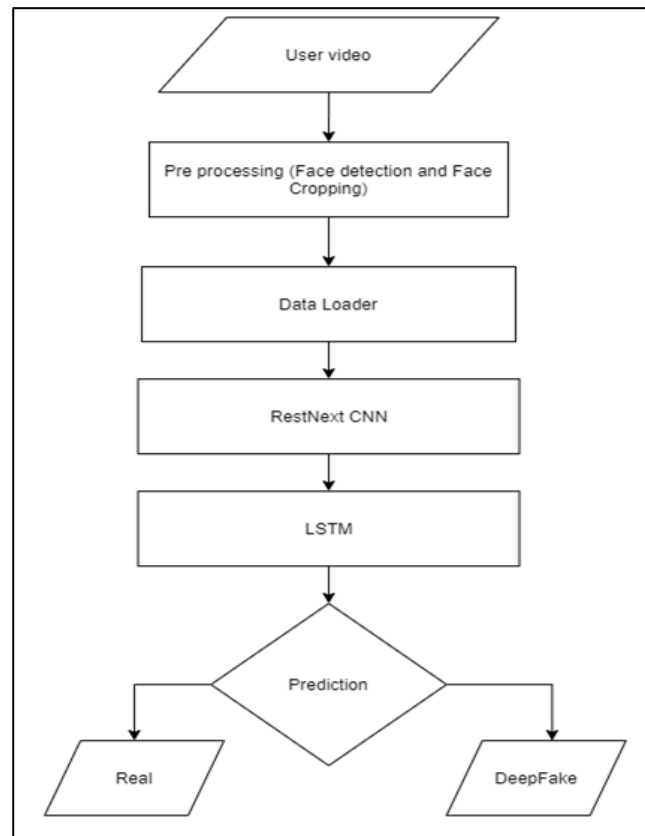 User video
Pre processing (Face detection and Face
Cropping)
Data Loader
RestNext CNN
LSTM
Prediction
Real
DeepFake